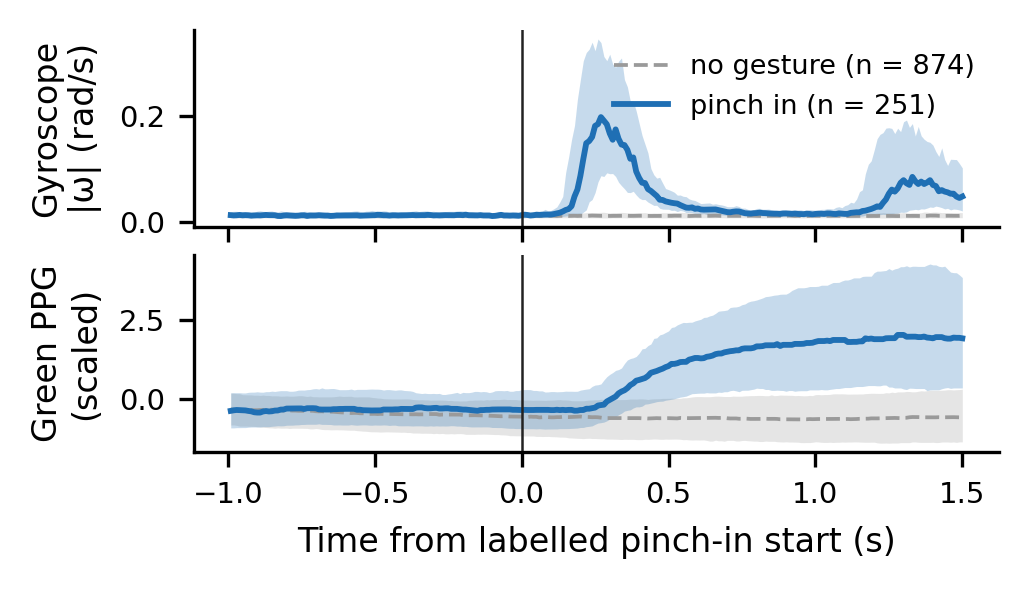 Gyroscope
|ω| (rad/s)
0.2
0.0
no gesture (n = 874)
pinch in (n = 251)
Green PPG
(scaled)
2.5
0.0
−1.0 −0.5 0.0 0.5 1.0 1.5
Time from labelled pinch-in start (s)